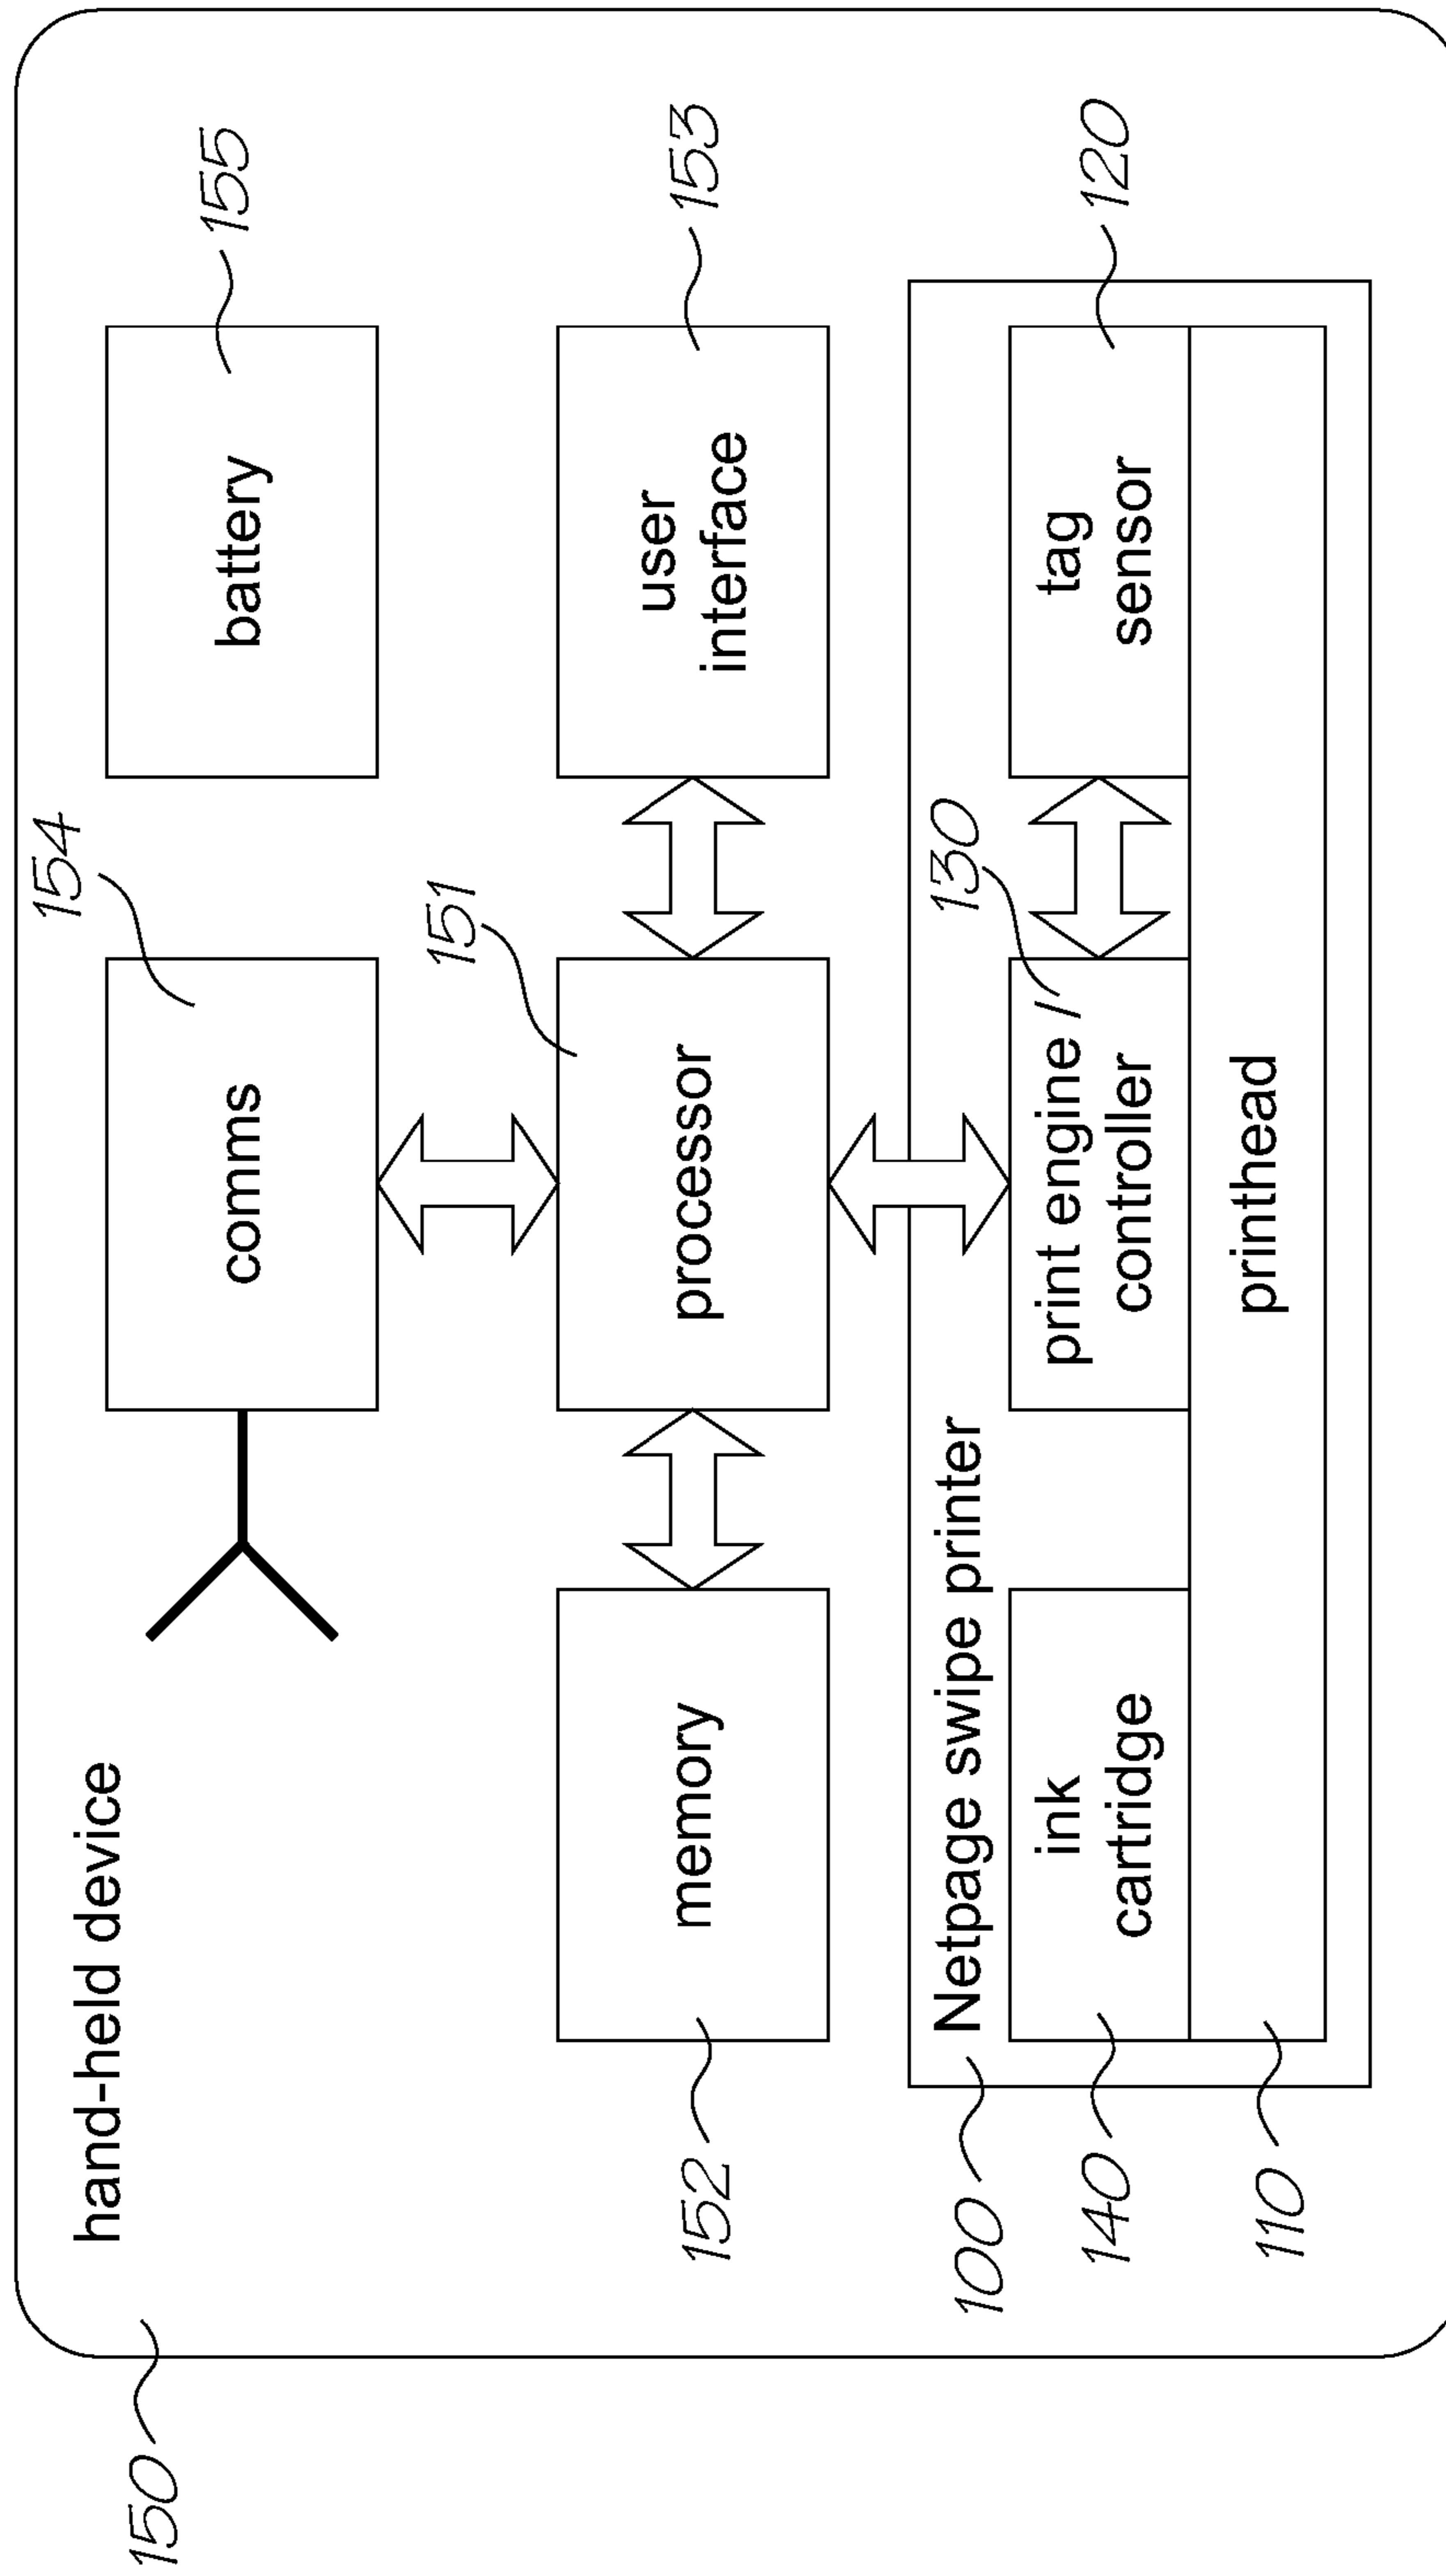 hand-held device
150
154
155
comms
battery
151
153
152
memory
processor
user
interface
100
Netpage swipe printer
130
120
140
ink
cartridge
print engine /
controller
tag
sensor
110
printhead